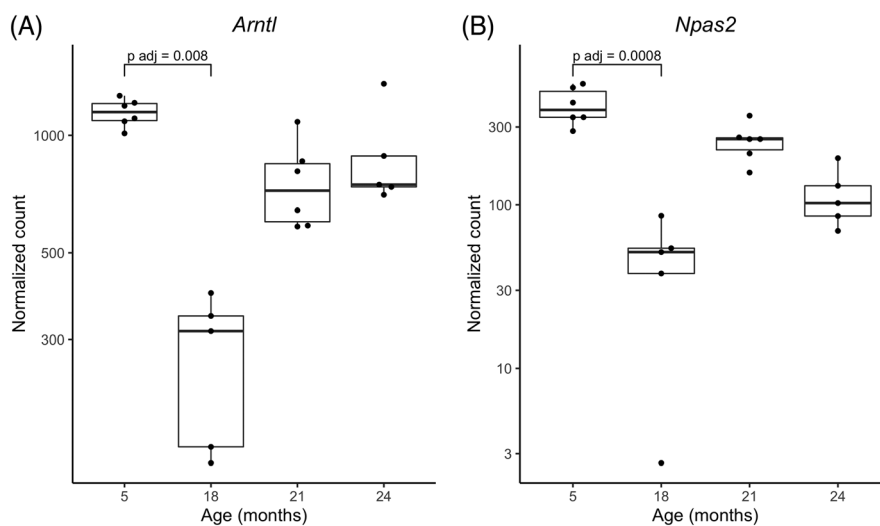 (A)
Arntl
p adj = 0.008
1000
500
300
Normalized count
5 18 21 24
Age (months)
(B)
Npas2
p adj = 0.0008
300
100
30
10
3
Normalized count
5 18 21 24
Age (months)